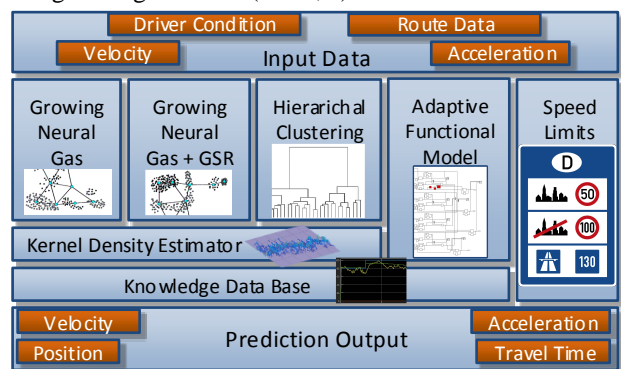 Driver Condition
Route Data
Velocity
Input Data
Acceleration
Growing
Neural
Gas
Growing
Neural
Gas + GSR
Hierarichal
Clustering
Adaptive
Functional
Model
Speed
Limits
D
50
100
130
Kernel Density Estimator
Knowledge Data Base
Velocity
Acceleration
Prediction Output
Position
Travel Time